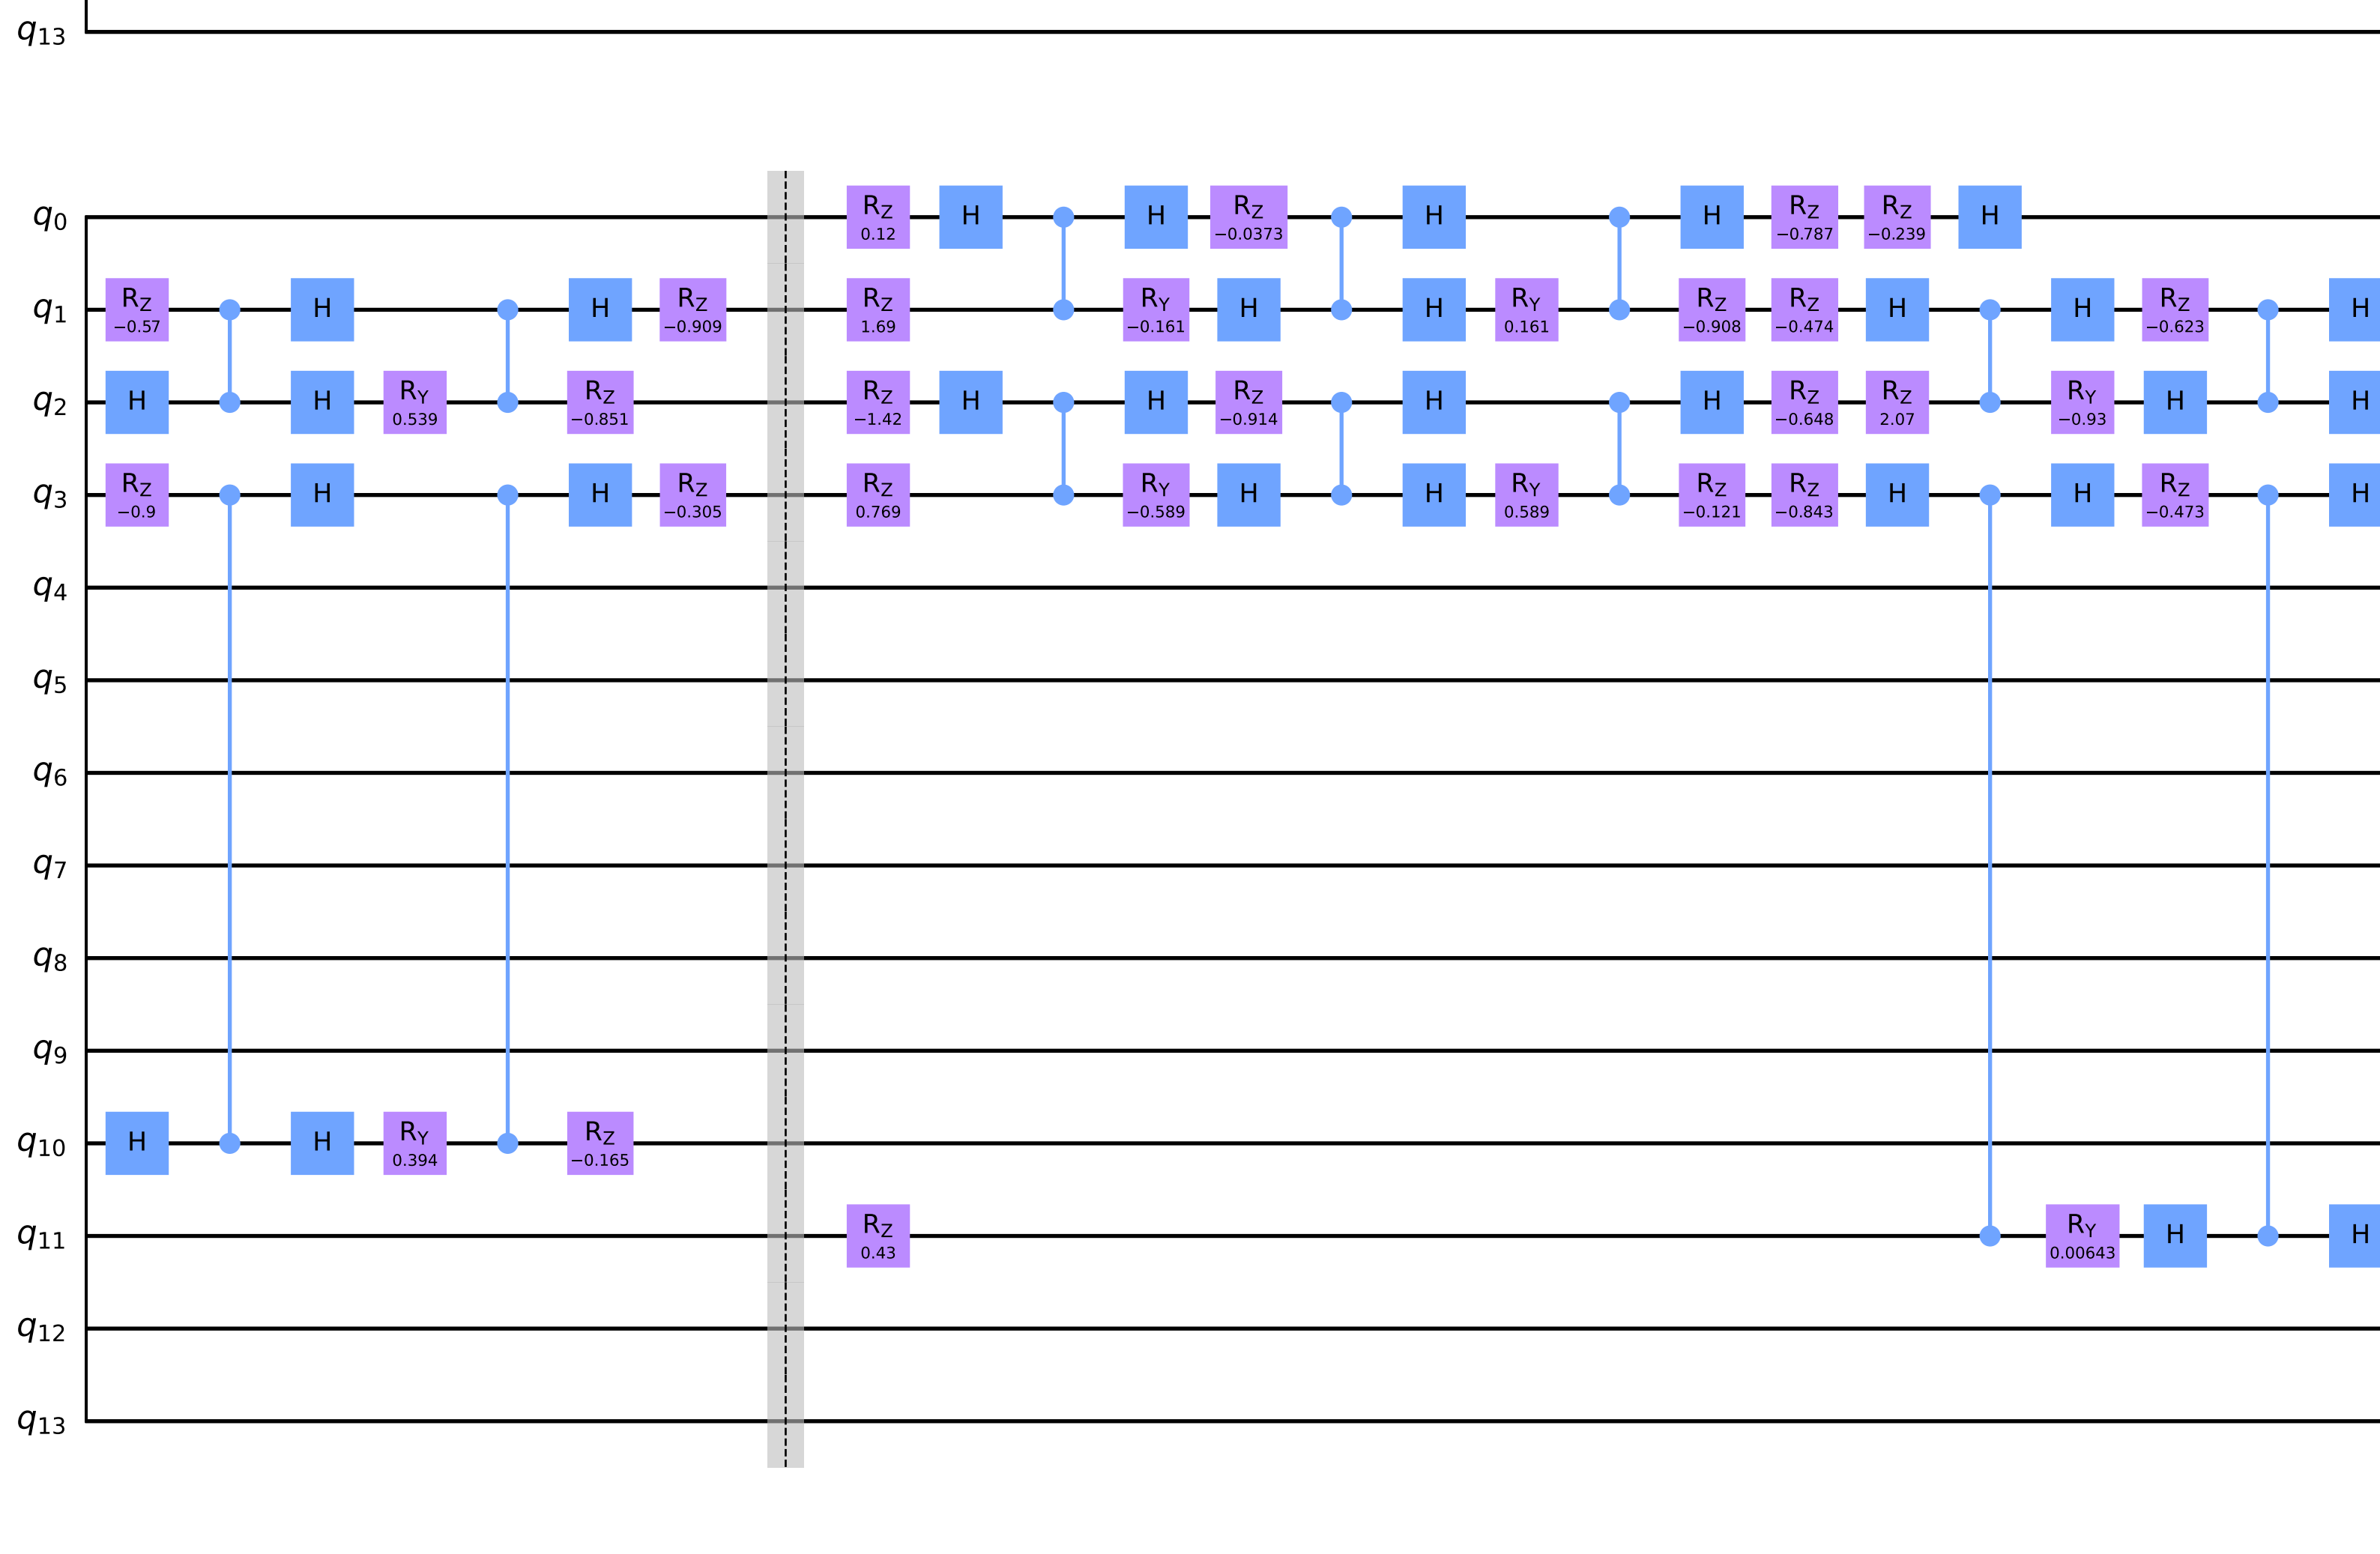 q13
q0 RZ 0.12 H H RZ −0.0373 H H RZ −0.787 RZ −0.239 H
q1 RZ −0.57 H H RZ −0.909 RZ 1.69 RY −0.161 H H RY 0.161 RZ −0.908 RZ −0.474 H H RZ −0.623 H
q2 H H RY 0.539 RZ −0.851 RZ −1.42 H H RZ −0.914 H H RZ −0.648 RZ 2.07 RY −0.93 H H
q3 RZ −0.9 H H RZ −0.305 RZ 0.769 RY −0.589 H H RY 0.589 RZ −0.121 RZ −0.843 H H RZ −0.473 H
q4
q5
q6
q7
q8
q9
q10 H H RY 0.394 RZ −0.165
q11 RZ 0.43 RY 0.00643 H H
q12
q13